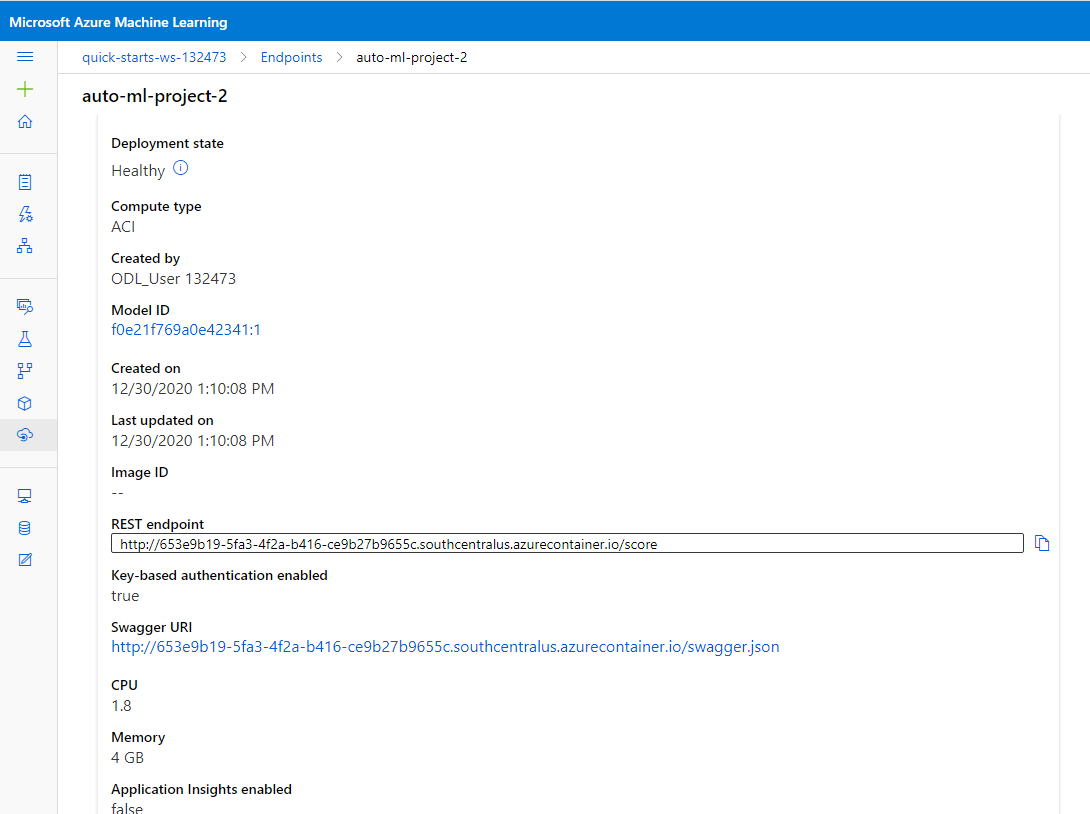 Microsoft Azure Machine Learning
quick-starts-ws-132473 > Endpoints > auto-ml-project-2
auto-ml-project-2
Deployment state
Healthy
Compute type
ACI
Created by
ODL_User 132473
Model ID
f0e21f769a0e42341:1
Created on
12/30/2020 1:10:08 PM
Last updated on
12/30/2020 1:10:08 PM
Image ID
--
REST endpoint
http://653e9b19-5fa3-4f2a-b416-ce9b27b9655c.southcentralus.azurecontainer.io/score
Key-based authentication enabled
true
Swagger URI
http://653e9b19-5fa3-4f2a-b416-ce9b27b9655c.southcentralus.azurecontainer.io/swagger.json
CPU
1.8
Memory
4 GB
Application Insights enabled
false